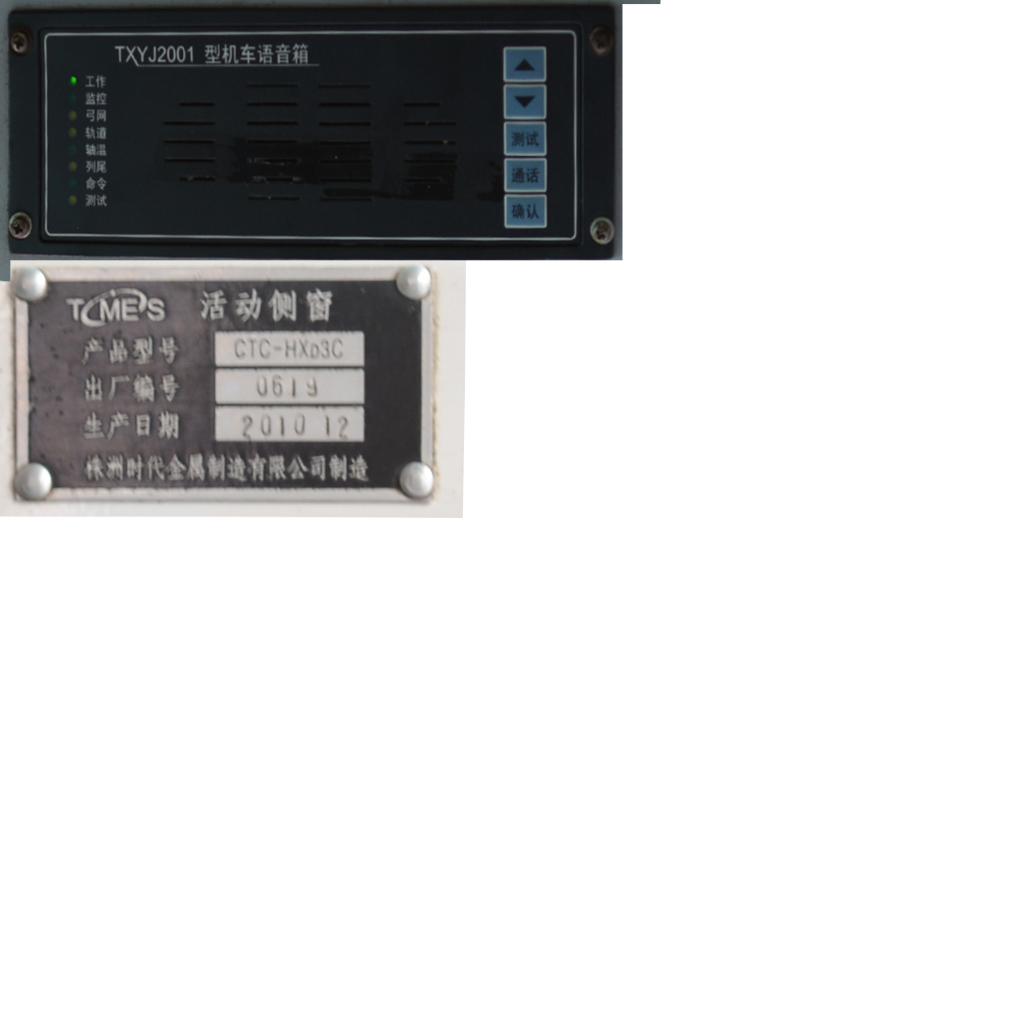 TXYJ2001 型机车语音箱
工作
监控
弓网
轨道
轴温
列尾
命令
测试
测试
通话
确认
TMEPS 活动侧窗
产品型号 CTC-HXD3C
出厂编号 0619
生产日期 2010 12
株洲时代金属制造有限公司制造